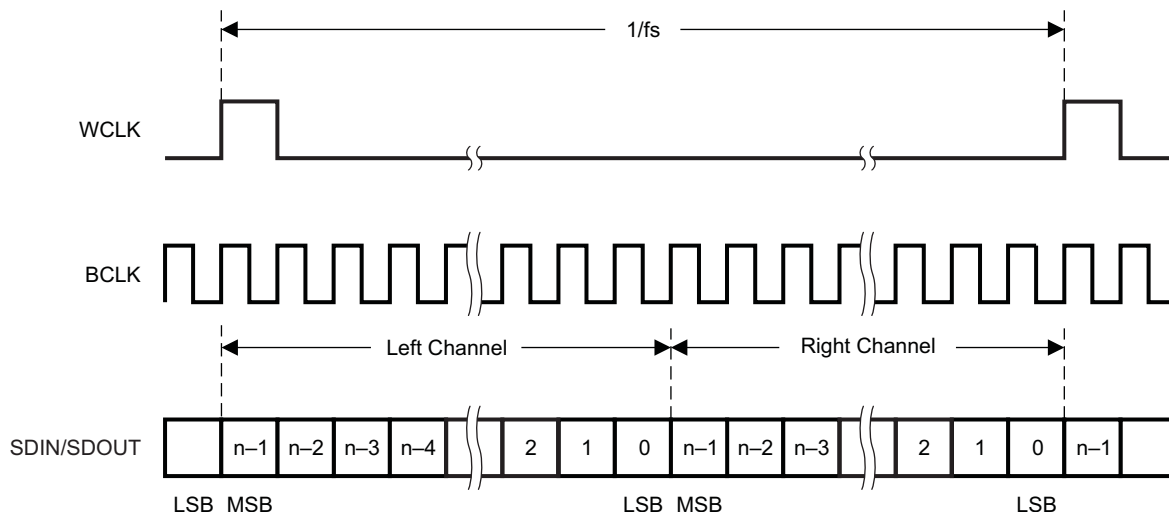 1/fs
WCLK
BCLK
Left Channel Right Channel
SDIN/SDOUT n–1 n–2 n–3 n–4 2 1 0 n–1 n–2 n–3 2 1 0 n–1
LSB MSB LSB MSB LSB